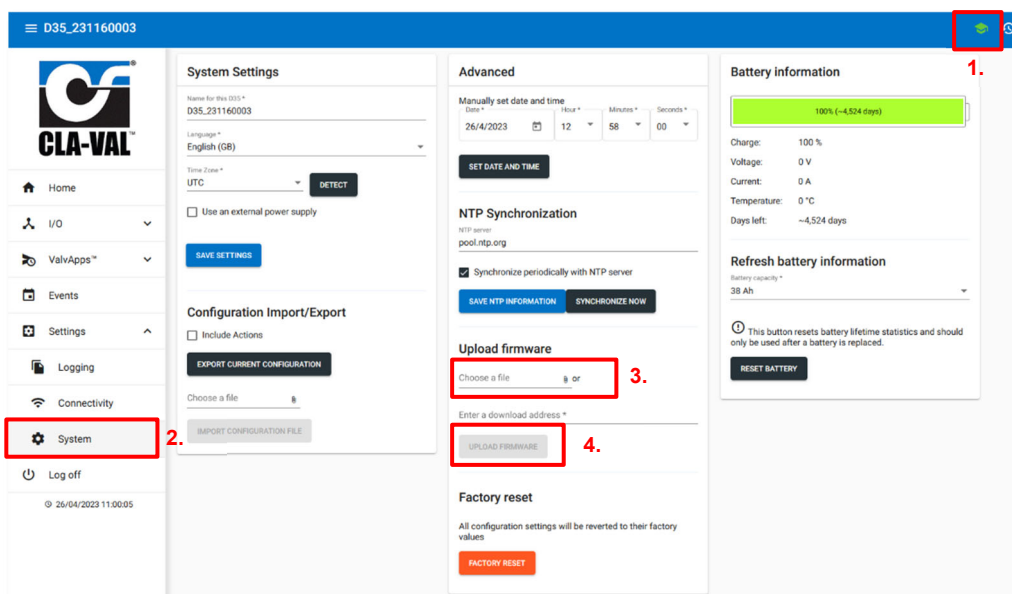 D35_231160003
1.
CLA-VAL
Home
I/O
ValvApps™
Events
Settings
Logging
Connectivity
System
2.
Log off
26/04/2023 11:00:05
System Settings
Name for this D35 *
D35_231160003
Language *
English (GB)
Time Zone *
UTC
DETECT
Use an external power supply
SAVE SETTINGS
Configuration Import/Export
Include Actions
EXPORT CURRENT CONFIGURATION
Choose a file
IMPORT CONFIGURATION FILE
Advanced
Manually set date and time
Date * Hour * Minutes * Seconds *
26/4/2023 12 58 00
SET DATE AND TIME
NTP Synchronization
NTP server
pool.ntp.org
Synchronize periodically with NTP server
SAVE NTP INFORMATION SYNCHRONIZE NOW
Upload firmware
Choose a file or
3.
Enter a download address *
UPLOAD FIRMWARE
4.
Factory reset
All configuration settings will be reverted to their factory
values
FACTORY RESET
Battery information
100% (~4,524 days)
Charge: 100 %
Voltage: 0 V
Current: 0 A
Temperature: 0 °C
Days left: ~4,524 days
Refresh battery information
Battery capacity *
38 Ah
This button resets battery lifetime statistics and should
only be used after a battery is replaced.
RESET BATTERY